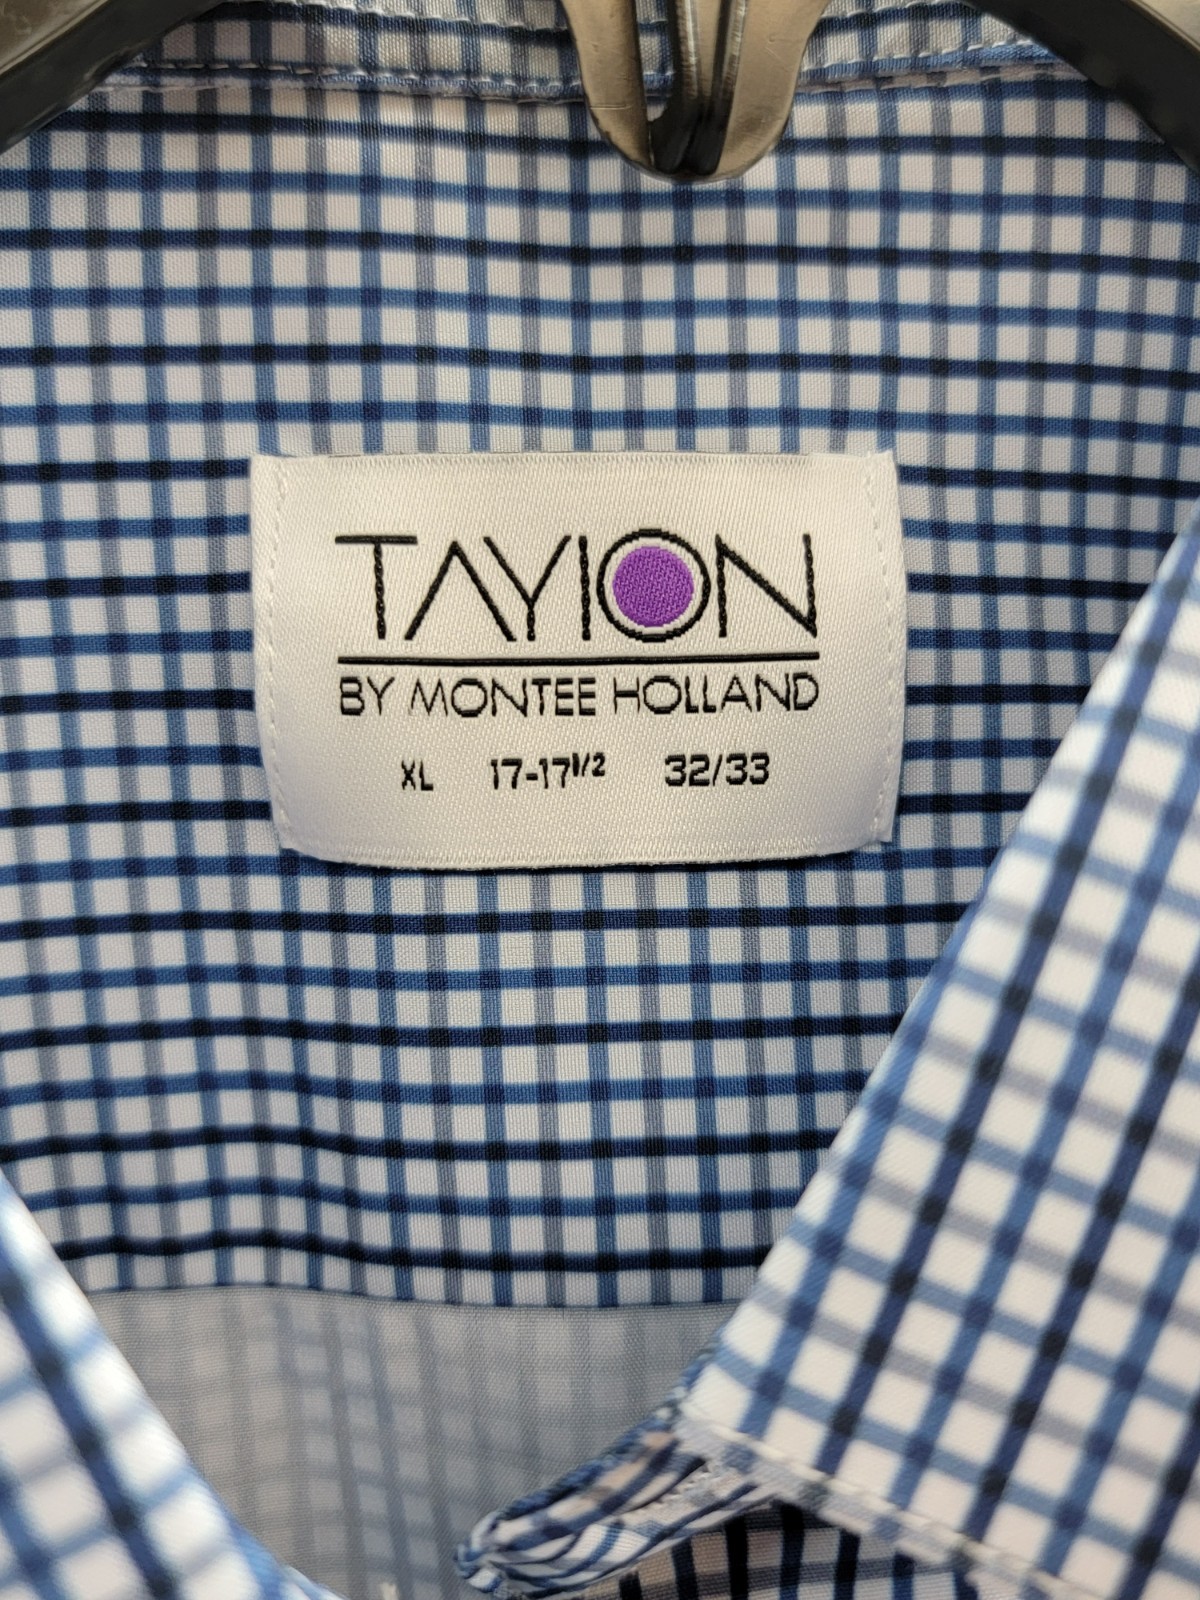 TAYION
BY MONTEE HOLLAND
XL 17-17 1/2 32/33